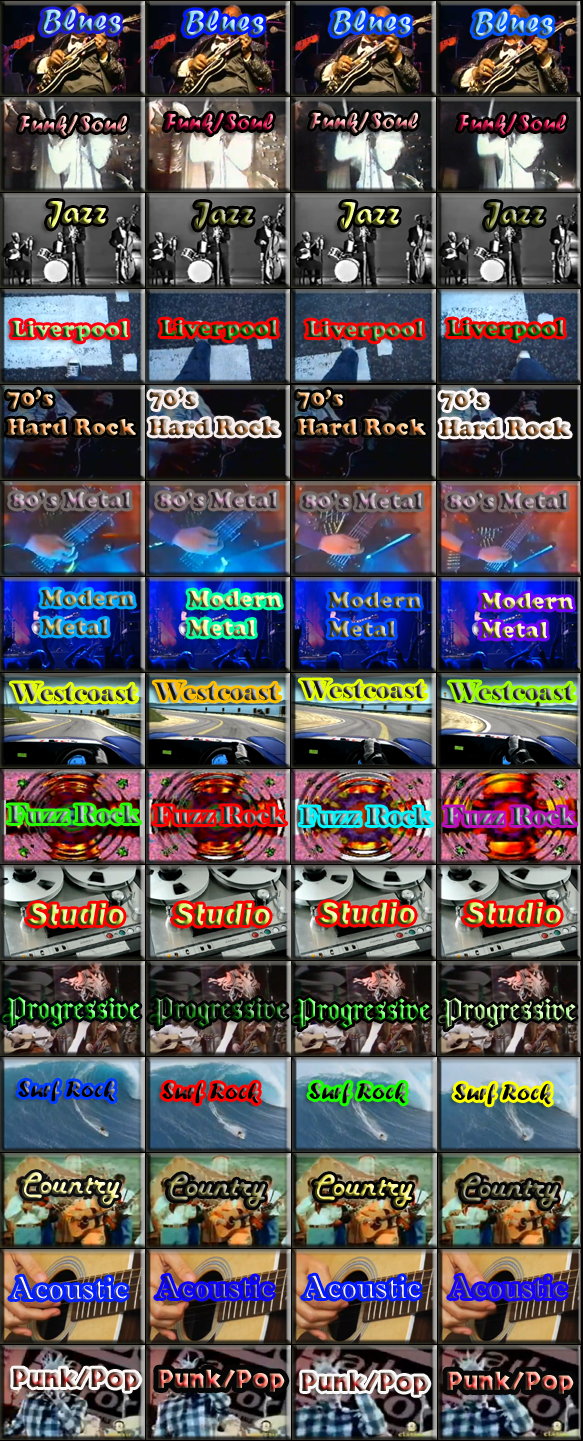 Blues Blues Blues Blues
Funk/Soul Funk/Soul Funk/Soul Funk/Soul
Jazz Jazz Jazz Jazz
Liverpool Liverpool Liverpool Liverpool
70's 70's 70's 70's
Hard Rock Hard Rock Hard Rock Hard Rock
80's Metal 80's Metal 80's Metal 80's Metal
Modern Modern Modern Modern
Metal Metal Metal Metal
Westcoast Westcoast Westcoast Westcoast
Fuzz Rock Fuzz Rock Fuzz Rock Fuzz Rock
Studio Studio Studio Studio
Progressive Progressive Progressive Progressive
Surf Rock Surf Rock Surf Rock Surf Rock
Country Country Country Country
Acoustic Acoustic Acoustic Acoustic
Punk/Pop Punk/Pop Punk/Pop Punk/Pop